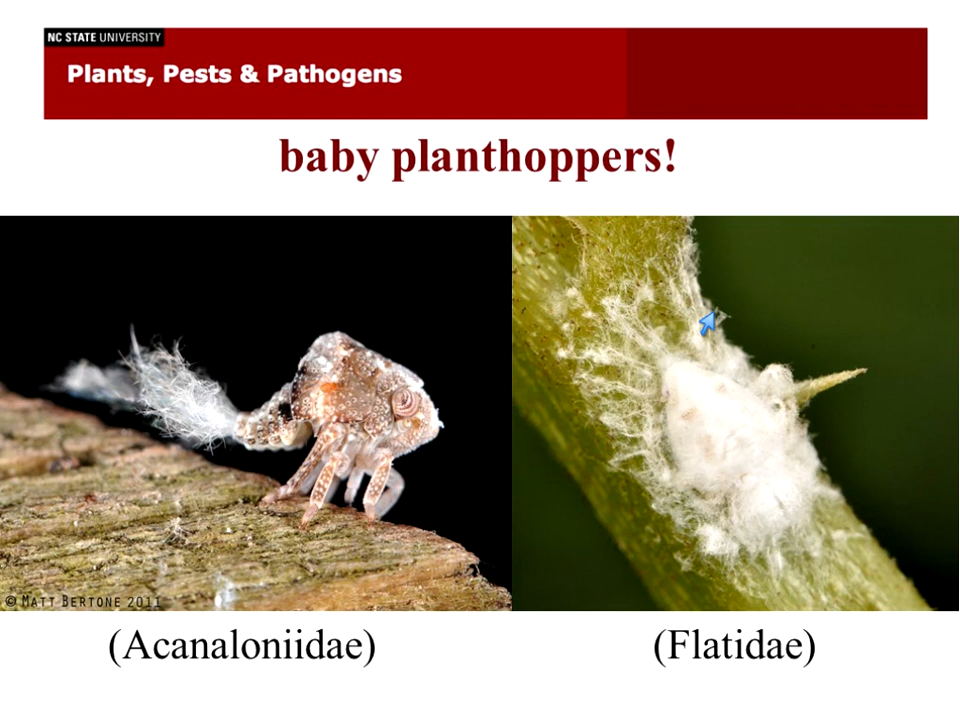 NC STATE UNIVERSITY
Plants, Pests & Pathogens
baby planthoppers!
© MATT BERTONE 2011
(Acanaloniidae) (Flatidae)